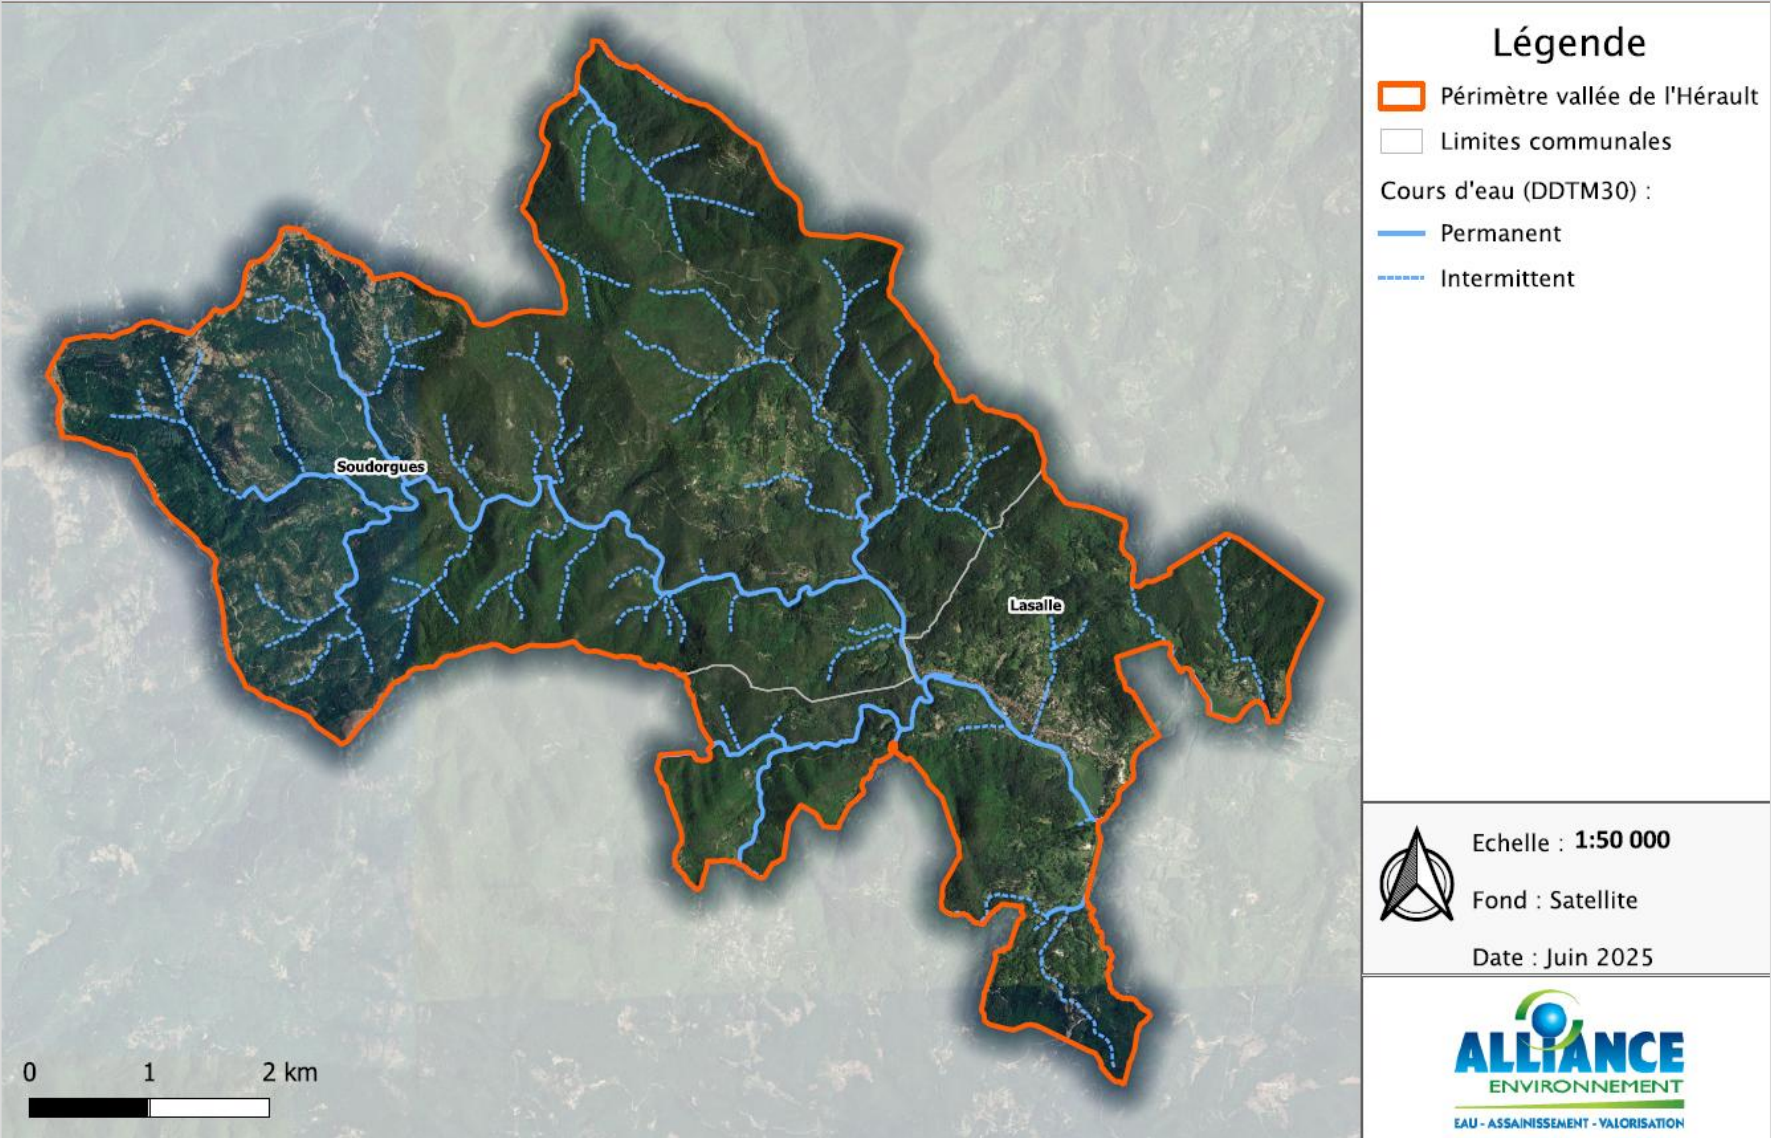 Légende
Périmètre vallée de l'Hérault
Limites communales
Cours d'eau (DDTM30) :
Permanent
Intermittent
Soudorgues
Lasalle
Echelle : 1:50 000
Fond : Satellite
Date : Juin 2025
0 1 2 km
ALLIANCE
ENVIRONNEMENT
EAU - ASSAINISSEMENT - VALORISATION